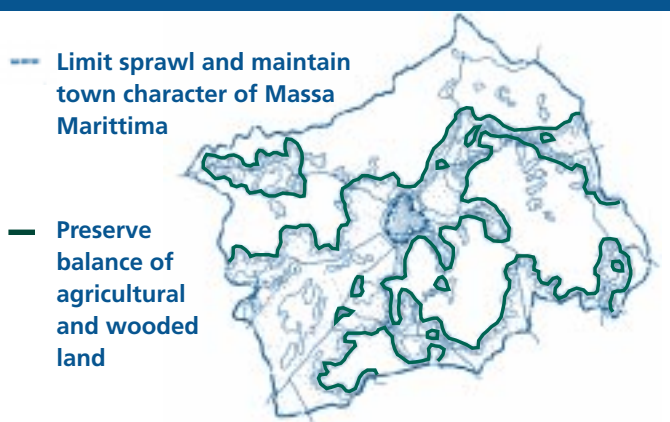 Limit sprawl and maintain
town character of Massa
Marittima
Preserve
balance of
agricultural
and wooded
land